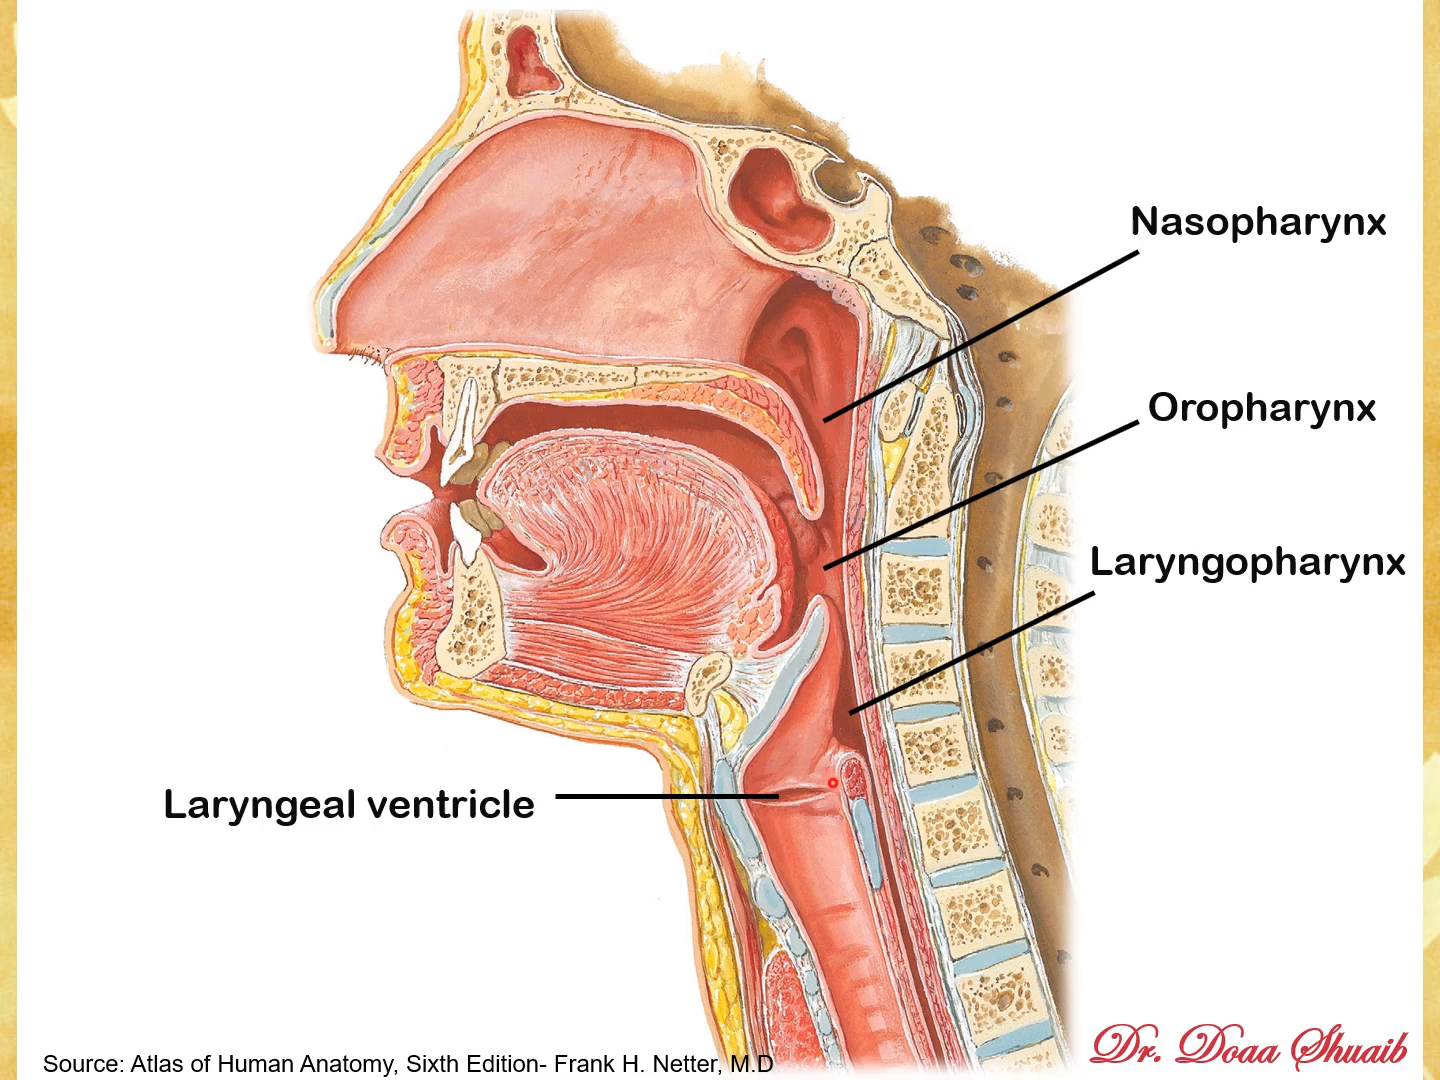 Nasopharynx
Oropharynx
Laryngopharynx
Laryngeal ventricle
Source: Atlas of Human Anatomy, Sixth Edition- Frank H. Netter, M.D
Dr. Doaa Shuaib